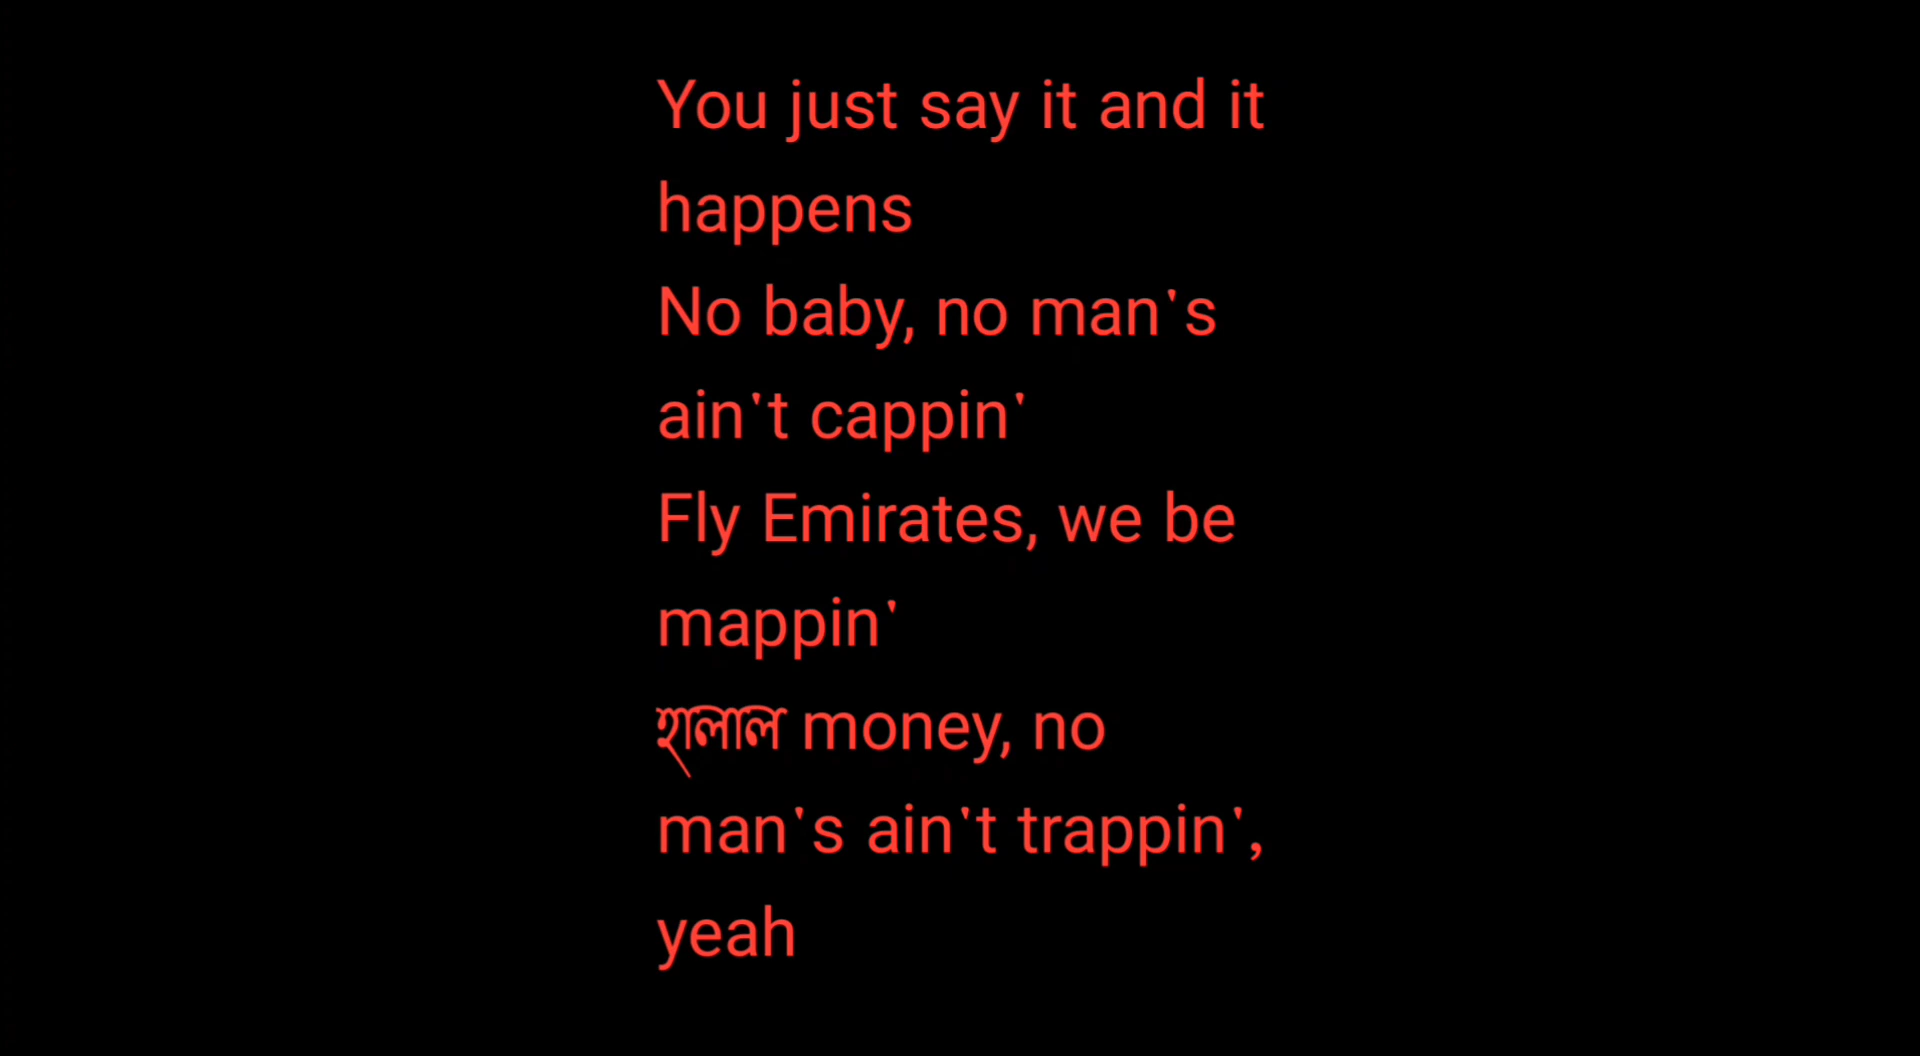 You just say it and it
happens
No baby, no man's
ain't cappin'
Fly Emirates, we be
mappin'
হালাল money, no
man's ain't trappin',
yeah